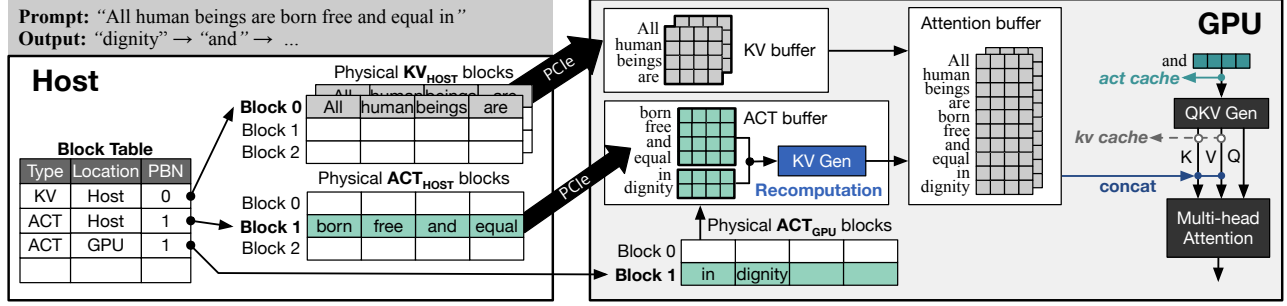 Prompt: “All human beings are born free and equal in”
Output: “dignity” → “and” → ...
Host
Block Table
Type Location PBN
KV Host 0
ACT Host 1
ACT GPU 1
Physical KV_HOST blocks
All human beings are
Block 0 All human beings are
Block 1
Block 2
Physical ACT_HOST blocks
Block 0
Block 1 born free and equal
Block 2
PCIe
PCIe
GPU
All
human
beings
are
KV buffer
born
free
and
equal
in
dignity
ACT buffer
KV Gen
Recomputation
Physical ACT_GPU blocks
Block 0
Block 1 in dignity
Attention buffer
All
human
beings
are
born
free
and
equal
in
dignity
and
act cache
QKV Gen
kv cache
K V Q
concat
Multi-head
Attention